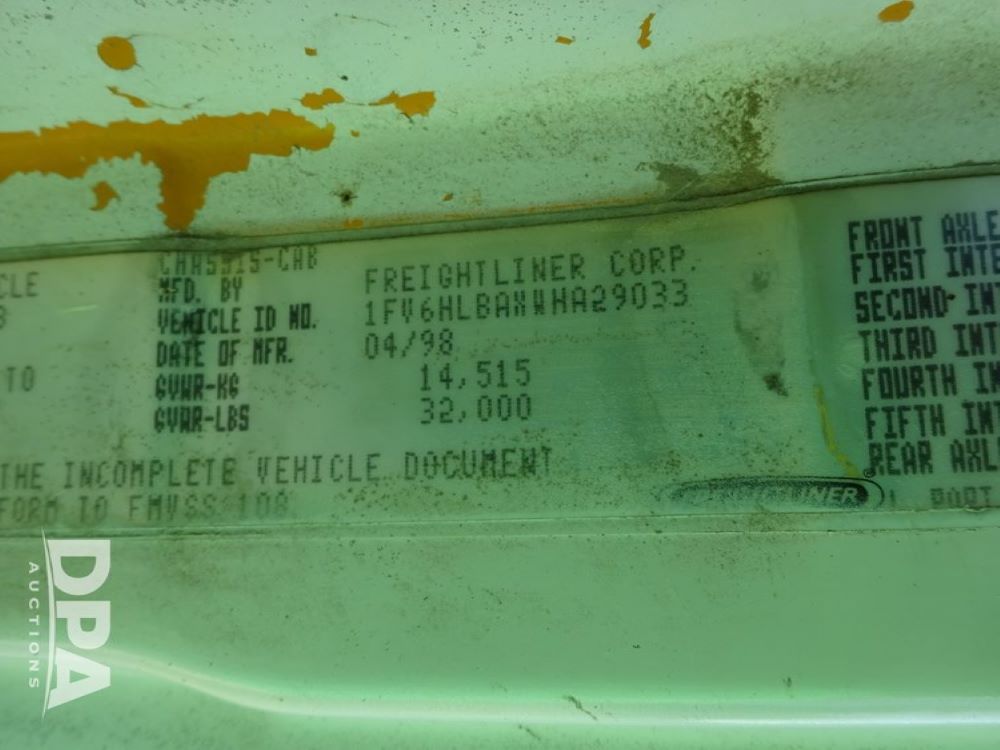 CLE
TO
CHASSIS-CAB
MFD. BY FREIGHTLINER CORP.
VEHICLE ID NO. 1FV6HLBAXWHA29033
DATE OF MFR. 04/98
GVWR-KG 14,515
GVWR-LBS 32,000
THE INCOMPLETE VEHICLE DOCUMENT
FORM TO FMVSS 108
FRONT AXLE
FIRST INTE
SECOND INT
THIRD INT
FOURTH IN
FIFTH INT
REAR AXL
FREIGHTLINER
PART
DPA
AUCTIONS